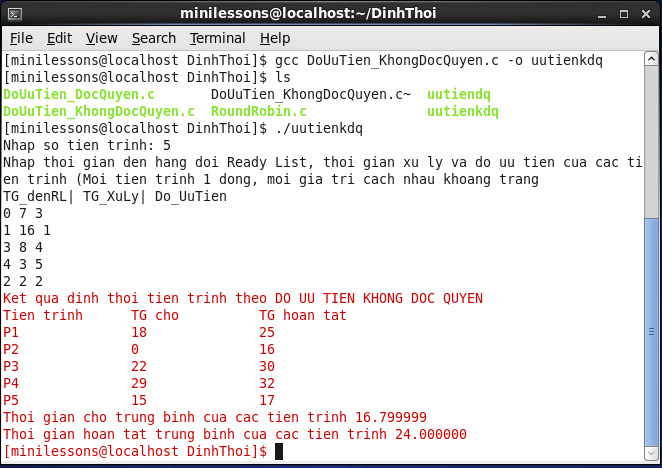 minilessons@localhost:~/DinhThoi
File Edit View Search Terminal Help
[minilessons@localhost DinhThoi]$ gcc DoUuTien_KhongDocQuyen.c -o uutienkdq
[minilessons@localhost DinhThoi]$ ls
DoUuTien_DocQuyen.c DoUuTien_KhongDocQuyen.c~ uutiendq
DoUuTien_KhongDocQuyen.c RoundRobin.c uutienkdq
[minilessons@localhost DinhThoi]$ ./uutienkdq
Nhap so tien trinh: 5
Nhap thoi gian den hang doi Ready List, thoi gian xu ly va do uu tien cua cac ti
en trinh (Moi tien trinh 1 dong, moi gia tri cach nhau khoang trang
TG_denRL| TG_XuLy| Do_UuTien
0 7 3
1 16 1
3 8 4
4 3 5
2 2 2
Ket qua dinh thoi tien trinh theo DO UU TIEN KHONG DOC QUYEN
Tien trinh TG cho TG hoan tat
P1 18 25
P2 0 16
P3 22 30
P4 29 32
P5 15 17
Thoi gian cho trung binh cua cac tien trinh 16.799999
Thoi gian hoan tat trung binh cua cac tien trinh 24.000000
[minilessons@localhost DinhThoi]$